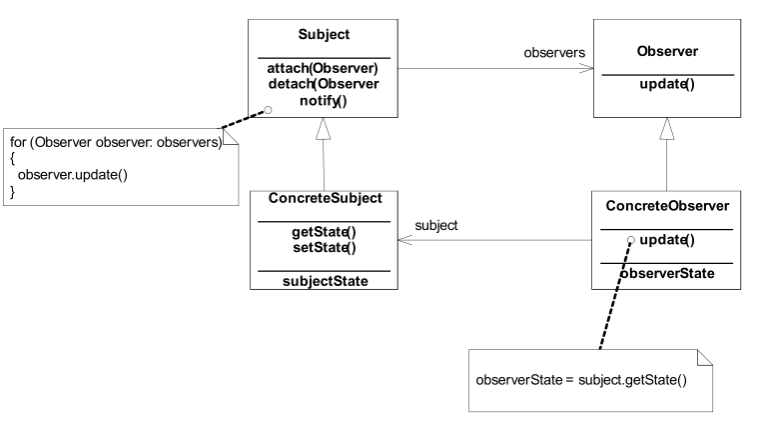 Subject
attach(Observer)
detach(Observer
notify()
observers
Observer
update()
for (Observer observer: observers)
{
observer.update()
}
ConcreteSubject
getState()
setState()
subjectState
subject
ConcreteObserver
update()
observerState
observerState = subject.getState()